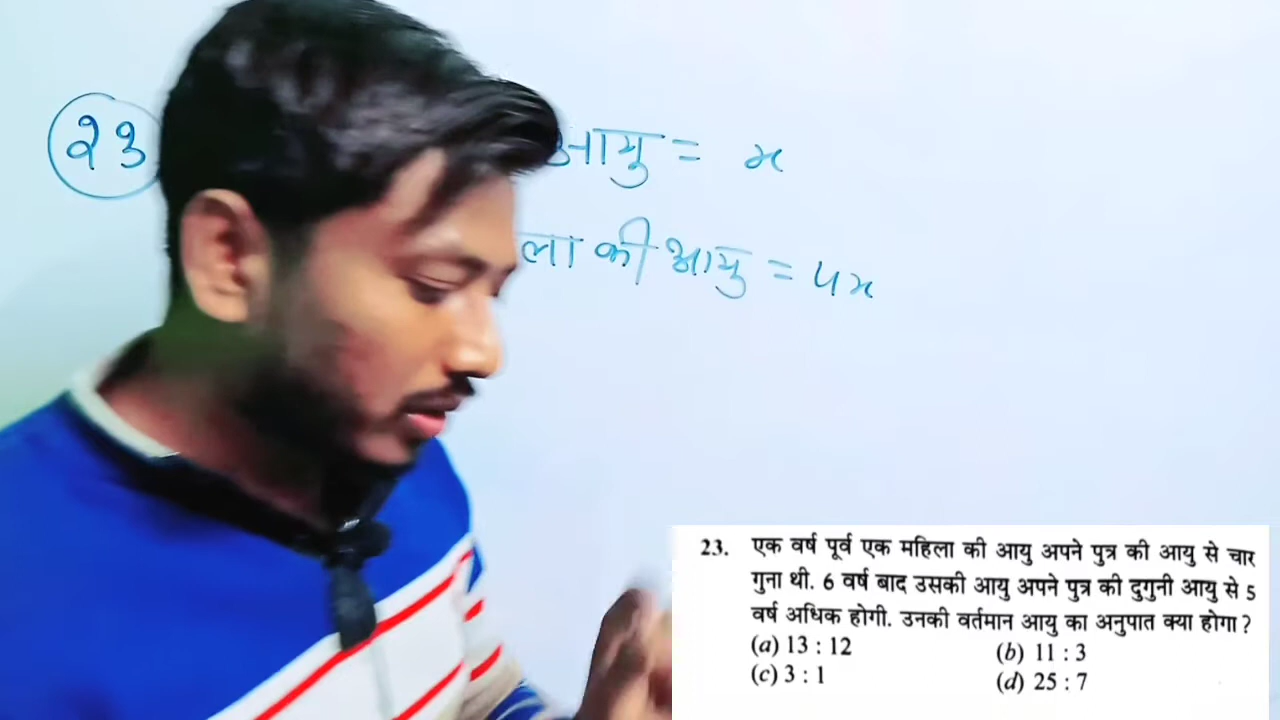 २३ आयु = x
की आयु = 4x
23. एक वर्ष पूर्व एक महिला की आयु अपने पुत्र की आयु से चार
गुना थी. 6 वर्ष बाद उसकी आयु अपने पुत्र की दुगुनी आयु से 5
वर्ष अधिक होगी. उनकी वर्तमान आयु का अनुपात क्या होगा ?
(a) 13 : 12 (b) 11 : 3
(c) 3 : 1 (d) 25 : 7